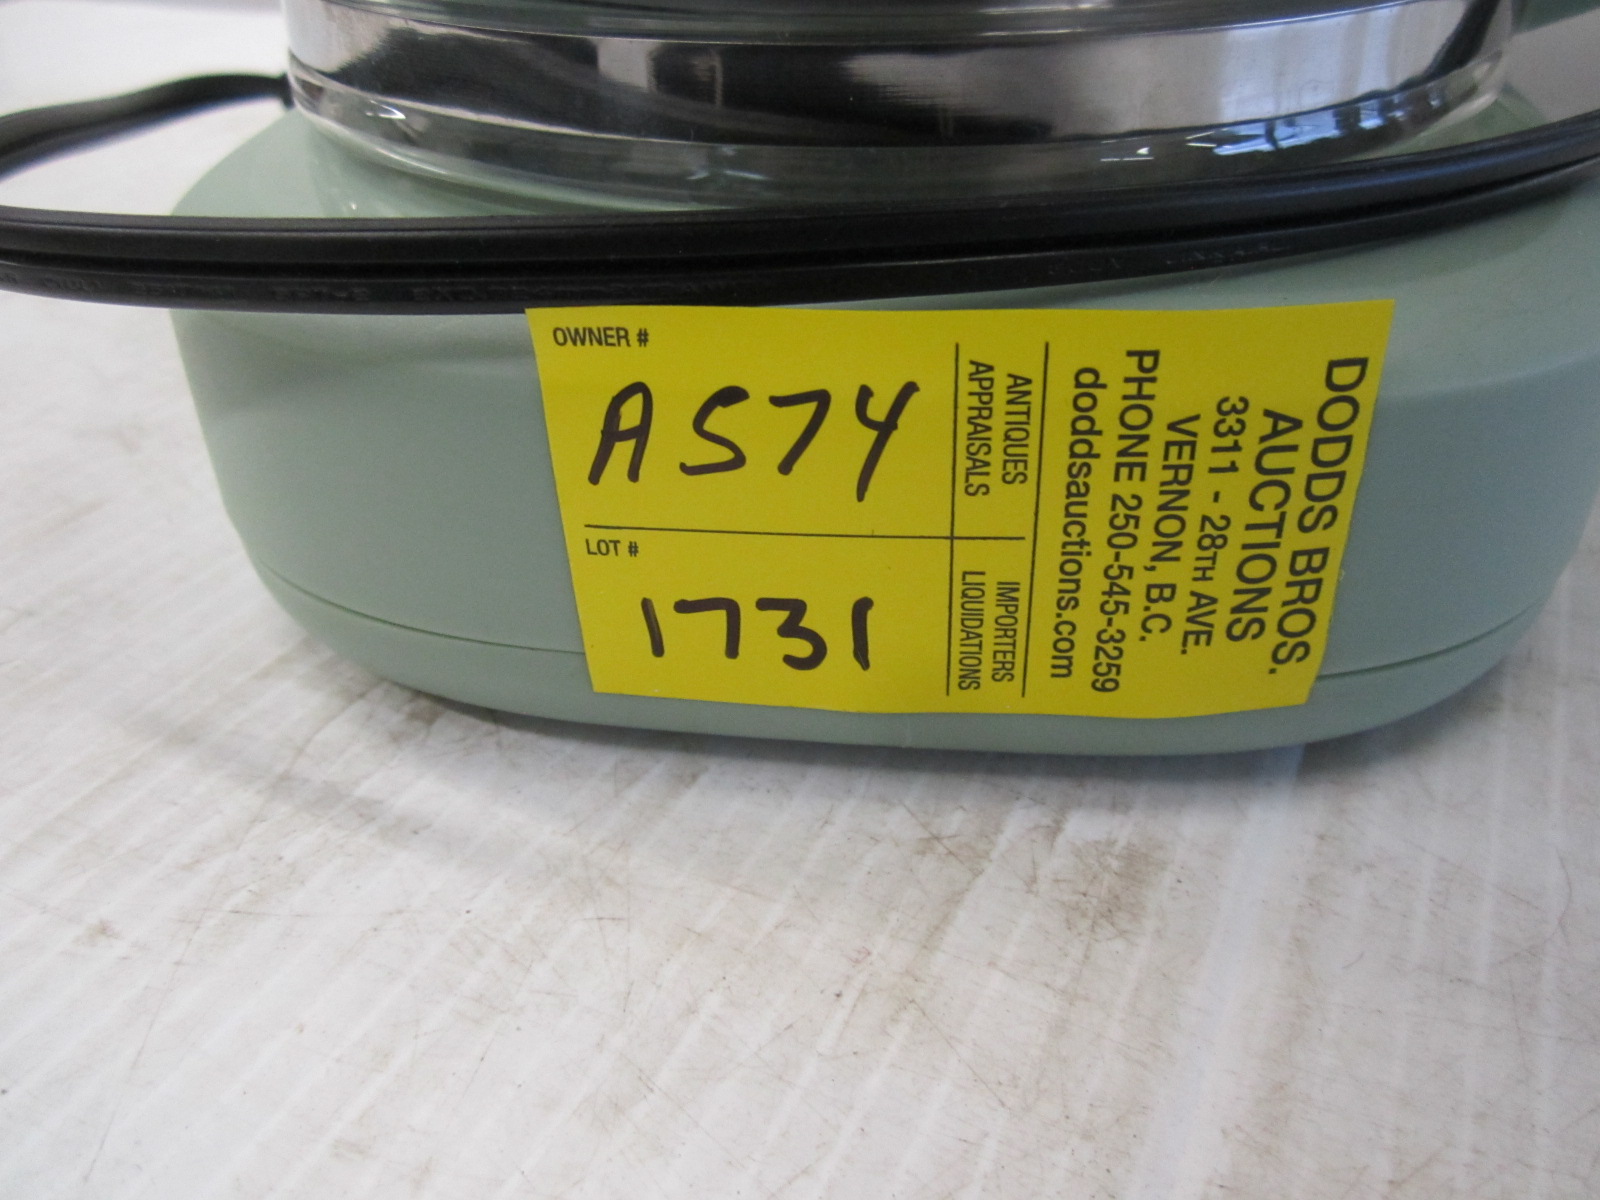 OWNER #
A574
LOT #
1731
ANTIQUES
APPRAISALS
IMPORTERS
LIQUIDATIONS
DODDS BROS.
AUCTIONS
3311 - 28TH AVE.
VERNON, B.C.
PHONE 250-545-3259
doddsauctions.com